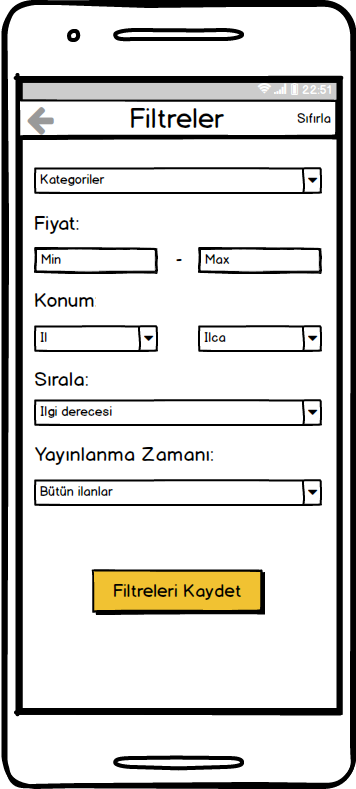 22:51
Filtreler
Sıfırla
Kategoriler
Fiyat:
Min - Max
Konum
Il Ilca
Sırala:
Ilgi derecesi
Yayınlanma Zamanı:
Bütün ilanlar
Filtreleri Kaydet